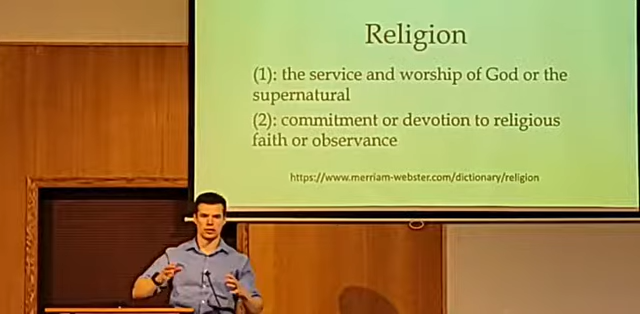 Religion
(1): the service and worship of God or the
supernatural
(2): commitment or devotion to religious
faith or observance
https://www.merriam-webster.com/dictionary/religion